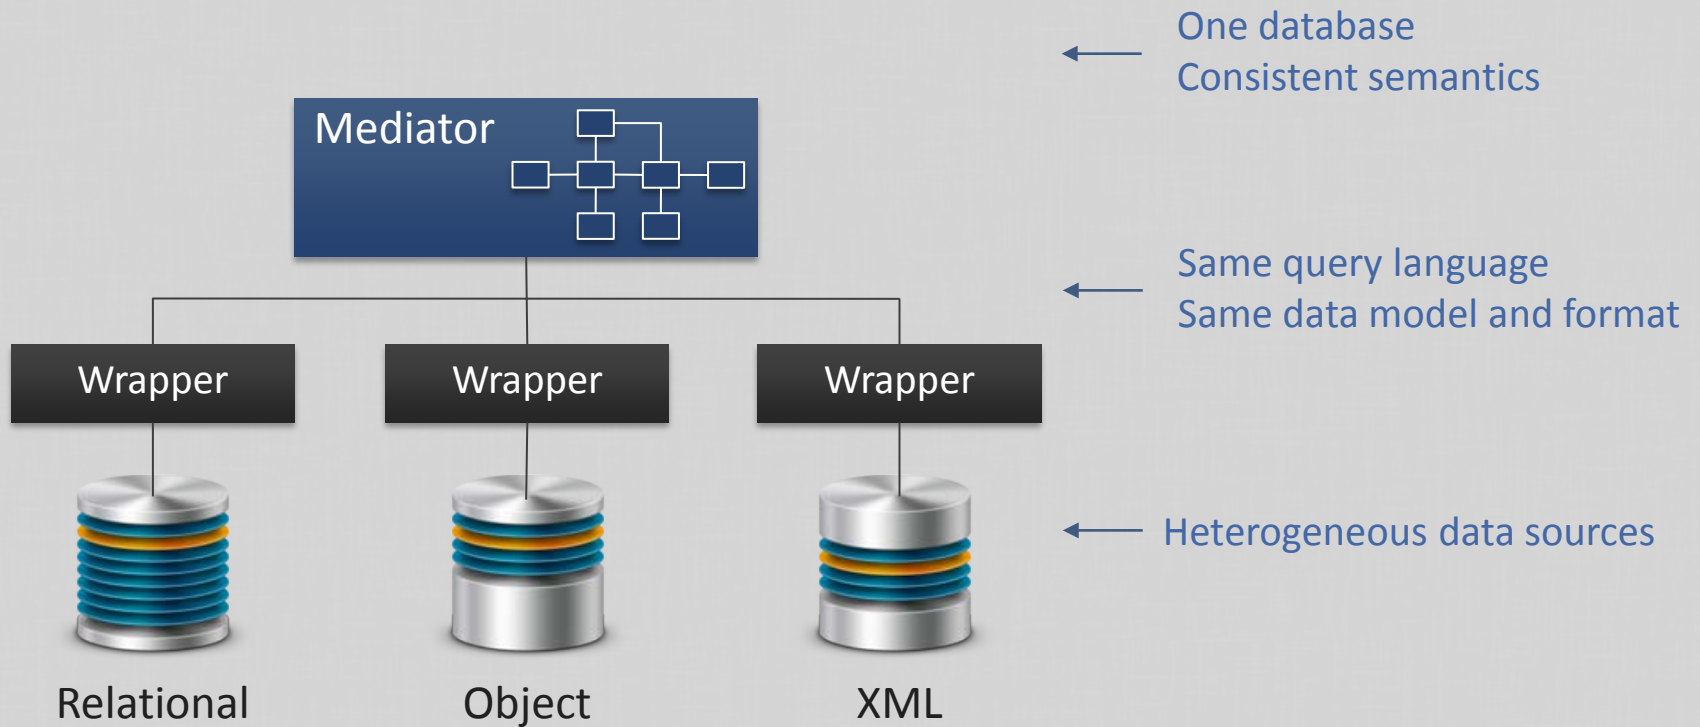 One database
Consistent semantics
Mediator
Same query language
Same data model and format
Wrapper
Wrapper
Wrapper
Heterogeneous data sources
Relational
Object
XML